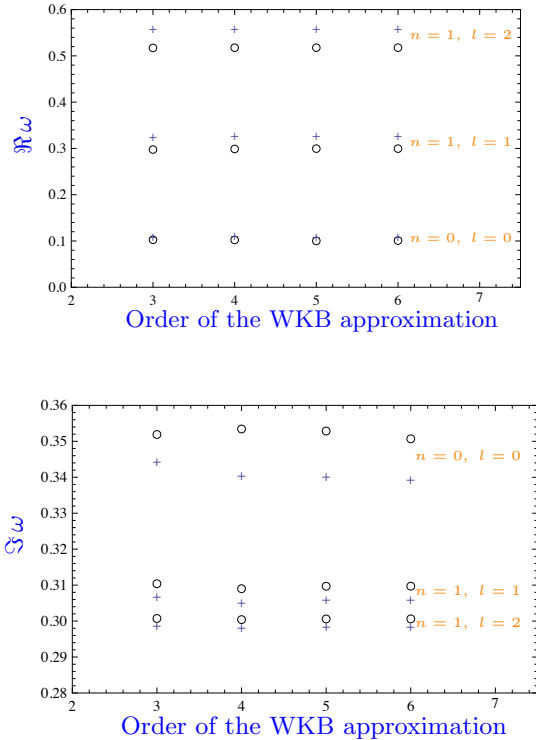 0.6
0.5
0.4
0.3
0.2
0.1
0.0
ℜ ω
n = 1, l = 2
n = 1, l = 1
n = 0, l = 0
2 3 4 5 6 7
Order of the WKB approximation
0.36
0.35
0.34
0.33
0.32
0.31
0.30
0.29
0.28
ℑ ω
n = 0, l = 0
n = 1, l = 1
n = 1, l = 2
2 3 4 5 6 7
Order of the WKB approximation